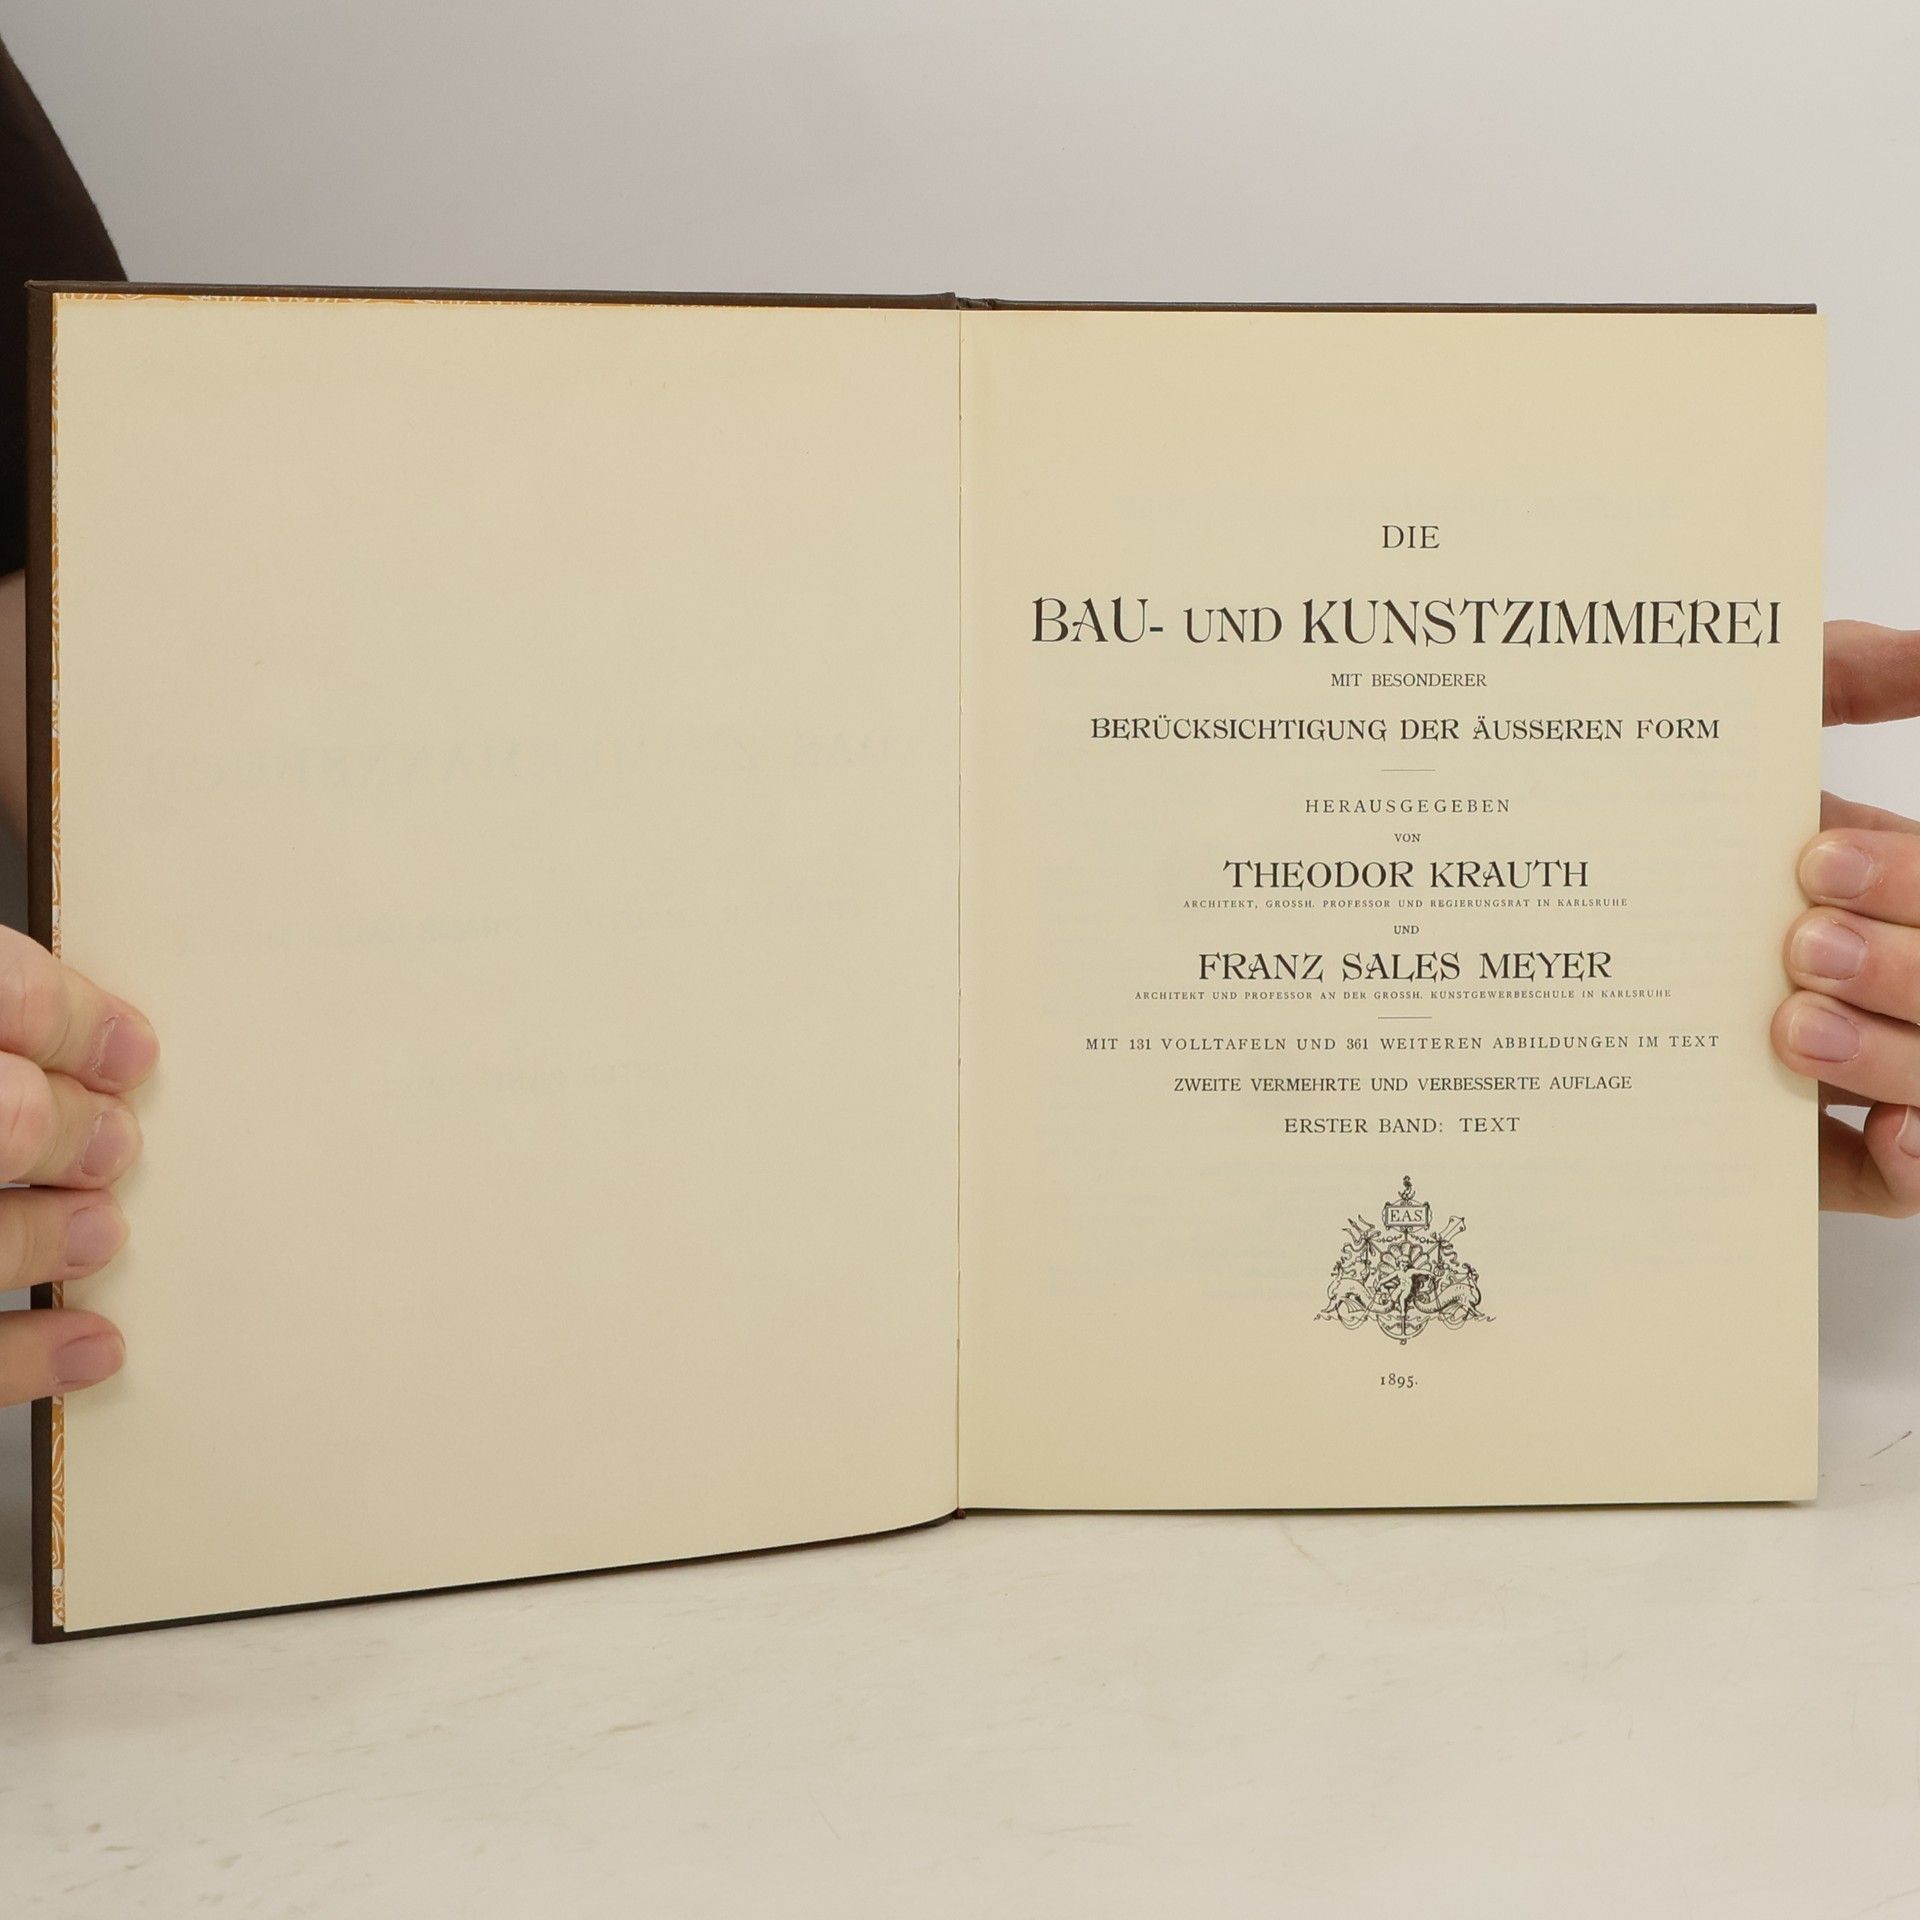 DIE
BAU- UND KUNSTZIMMEREI
MIT BESONDERER
BERÜCKSICHTIGUNG DER ÄUSSEREN FORM
HERAUSGEGEBEN
VON
THEODOR KRAUTH
ARCHITEKT, GROSSH. PROFESSOR UND REGIERUNGSRAT IN KARLSRUHE
UND
FRANZ SALES MEYER
ARCHITEKT UND PROFESSOR AN DER GROSSH. KUNSTGEWERBESCHULE IN KARLSRUHE
MIT 131 VOLLTAFELN UND 361 WEITEREN ABBILDUNGEN IM TEXT
ZWEITE VERMEHRTE UND VERBESSERTE AUFLAGE
ERSTER BAND: TEXT
EAS
1895.